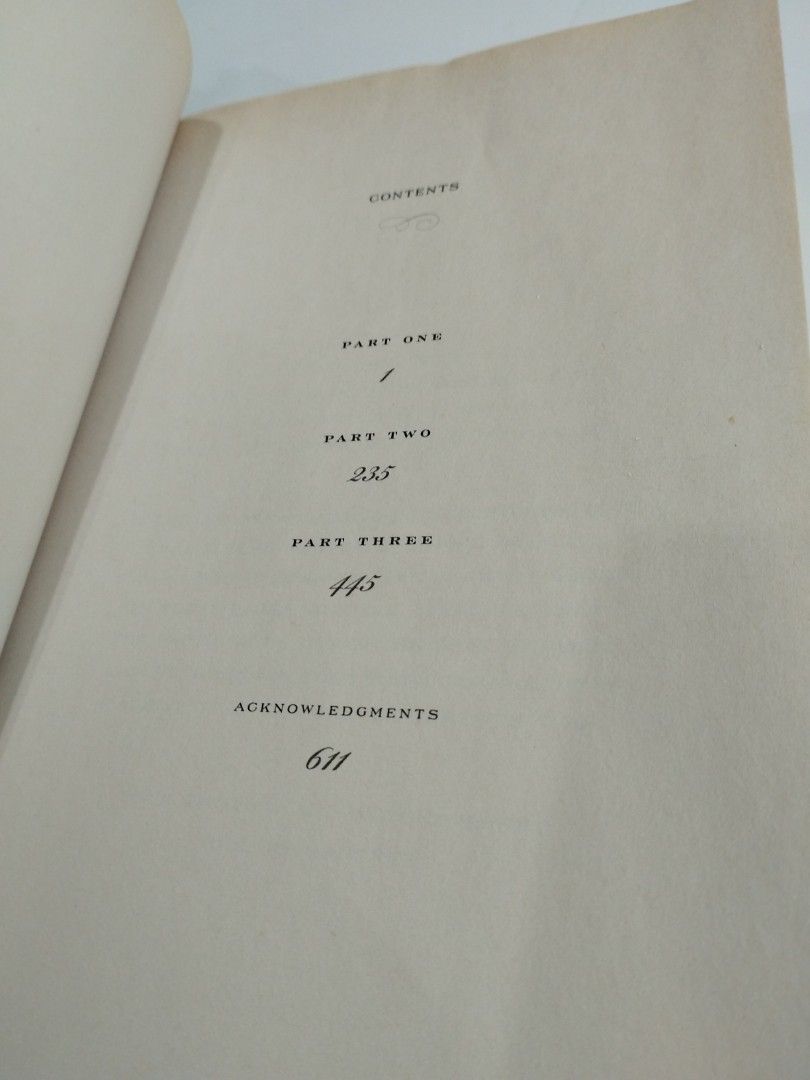 CONTENTS
PART ONE
1
PART TWO
235
PART THREE
445
ACKNOWLEDGMENTS
611